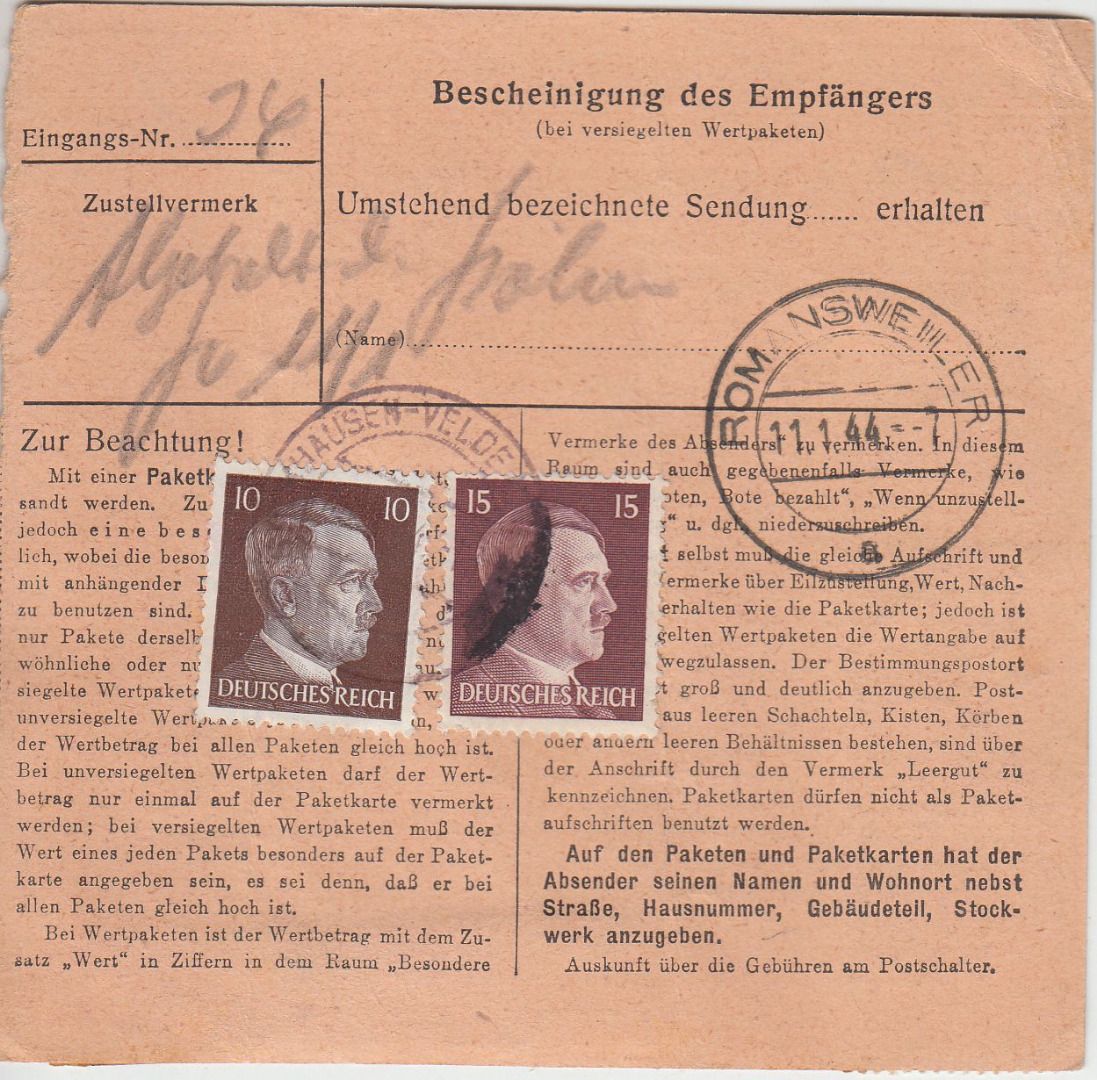 Bescheinigung des Empfängers
(bei versiegelten Wertpaketen)
Eingangs-Nr. 34
Zustellvermerk
Umstehend bezeichnete Sendung...... erhalten
(Name)
ROMANSWEILER
11.1.44.--7
a
HAUSEN-VELDE
Zur Beachtung!
Mit einer Paketk
sandt werden. Zu
jedoch eine bes
lich, wobei die beson
mit anhängender
zu benutzen sind.
nur Pakete dersel
wöhnliche oder nu
siegelte Wertpakete
unversiegelte Wertpak
der Wertbetrag bei allen Paketen gleich hoch ist.
Bei unversiegelten Wertpaketen darf der Wert-
betrag nur einmal auf der Paketkarte vermerkt
werden; bei versiegelten Wertpaketen muß der
Wert eines jeden Pakets besonders auf der Paket-
karte angegeben sein, es sei denn, daß er bei
allen Paketen gleich hoch ist.
Bei Wertpaketen ist der Wertbetrag mit dem Zu-
satz „Wert“ in Ziffern in dem Raum „Besondere
10 10
DEUTSCHES REICH
15 15
DEUTSCHES REICH
Vermerke des Absenders“ zu vermerken. In diesem
Raum sind auch gegebenenfalls Vermerke, wie
oten, Bote bezahlt“, „Wenn unzustell-
“ u. dgl. niederzuschreiben.
t selbst muß die gleiche Aufschrift und
ermerke über Eilzustellung, Wert, Nach-
erhalten wie die Paketkarte; jedoch ist
gelten Wertpaketen die Wertangabe auf
wegzulassen. Der Bestimmungspostort
t groß und deutlich anzugeben. Post-
aus leeren Schachteln, Kisten, Körben
oder andern leeren Behältnissen bestehen, sind über
der Anschrift durch den Vermerk „Leergut“ zu
kennzeichnen. Paketkarten dürfen nicht als Paket-
aufschriften benutzt werden.
Auf den Paketen und Paketkarten hat der
Absender seinen Namen und Wohnort nebst
Straße, Hausnummer, Gebäudeteil, Stock-
werk anzugeben.
Auskunft über die Gebühren am Postschalter.